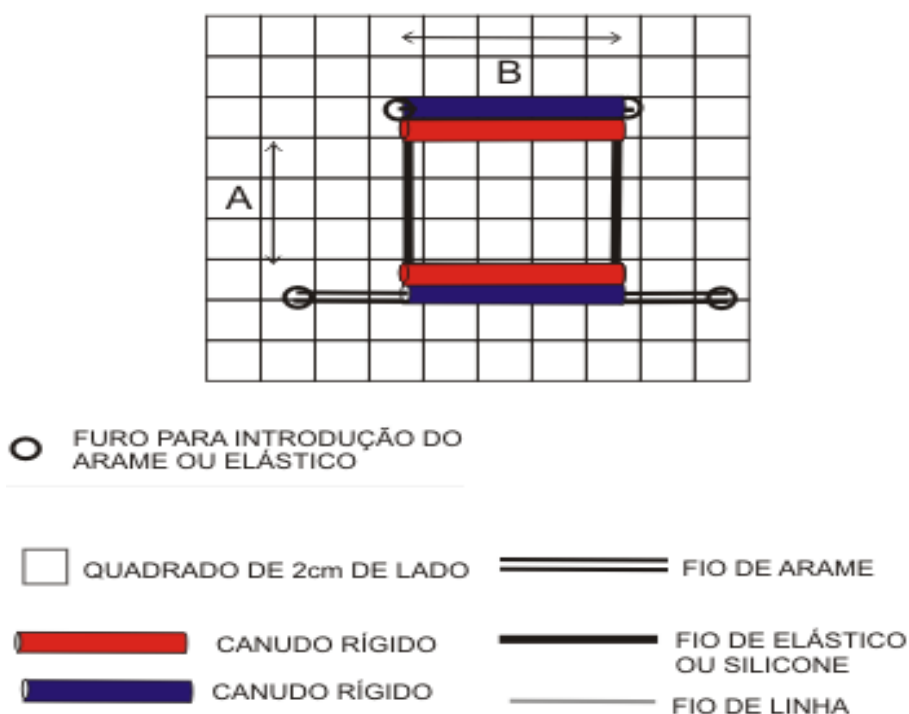 B
A
FURO PARA INTRODUÇÃO DO
ARAME OU ELÁSTICO
QUADRADO DE 2cm DE LADO
FIO DE ARAME
CANUDO RÍGIDO
FIO DE ELÁSTICO
OU SILICONE
CANUDO RÍGIDO
FIO DE LINHA